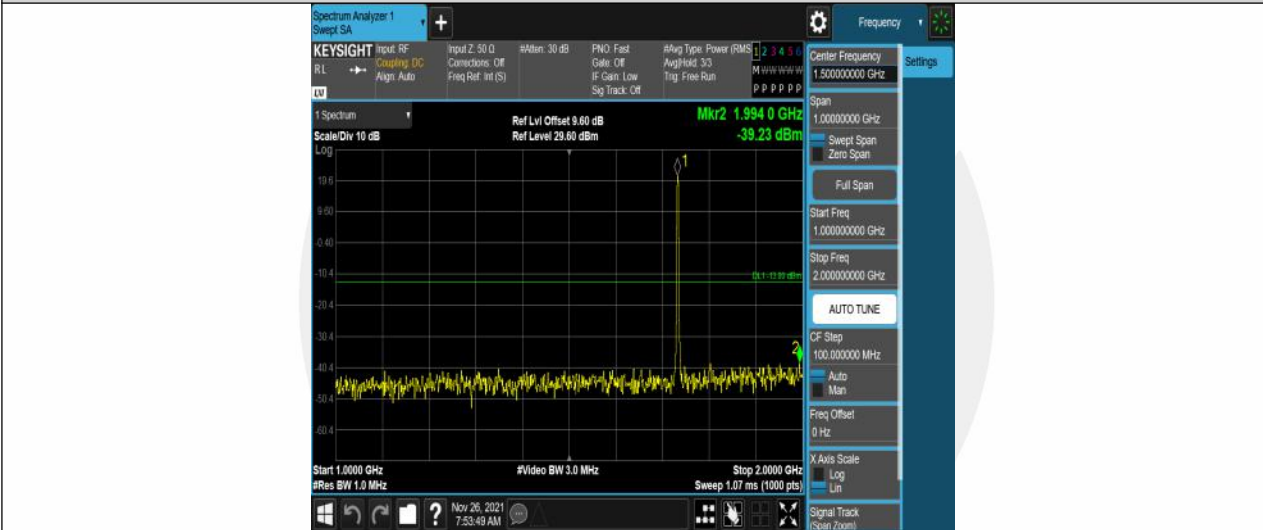 Spectrum Analyzer 1
Swept SA
+
Frequency
KEYSIGHT
RL
LV
Input: RF
Coupling: DC
Align: Auto
Input Z: 50 Ω
Corrections: Off
Freq Ref: Int (S)
#Atten: 30 dB
PNO: Fast
Gate: Off
IF Gain: Low
Sig Track: Off
#Avg Type: Power (RMS
Avg|Hold: 3/3
Trig: Free Run
1 2 3 4 5 6
M W W W W W
P P P P P P
1 Spectrum
Scale/Div 10 dB
Log
Ref Lvl Offset 9.60 dB
Ref Level 29.60 dBm
Mkr2 1.994 0 GHz
-39.23 dBm
1
19.6
9.60
-0.40
-10.4
DL1 -13.00 dBm
-20.4
-30.4
2
-40.4
-50.4
-60.4
Start 1.0000 GHz
#Res BW 1.0 MHz
#Video BW 3.0 MHz
Stop 2.0000 GHz
Sweep 1.07 ms (1000 pts)
?
Nov 26, 2021
7:53:49 AM
Center Frequency
1.500000000 GHz
Span
1.00000000 GHz
Swept Span
Zero Span
Full Span
Start Freq
1.000000000 GHz
Stop Freq
2.000000000 GHz
AUTO TUNE
CF Step
100.000000 MHz
Auto
Man
Freq Offset
0 Hz
X Axis Scale
Log
Lin
Signal Track
(Span Zoom)
Settings